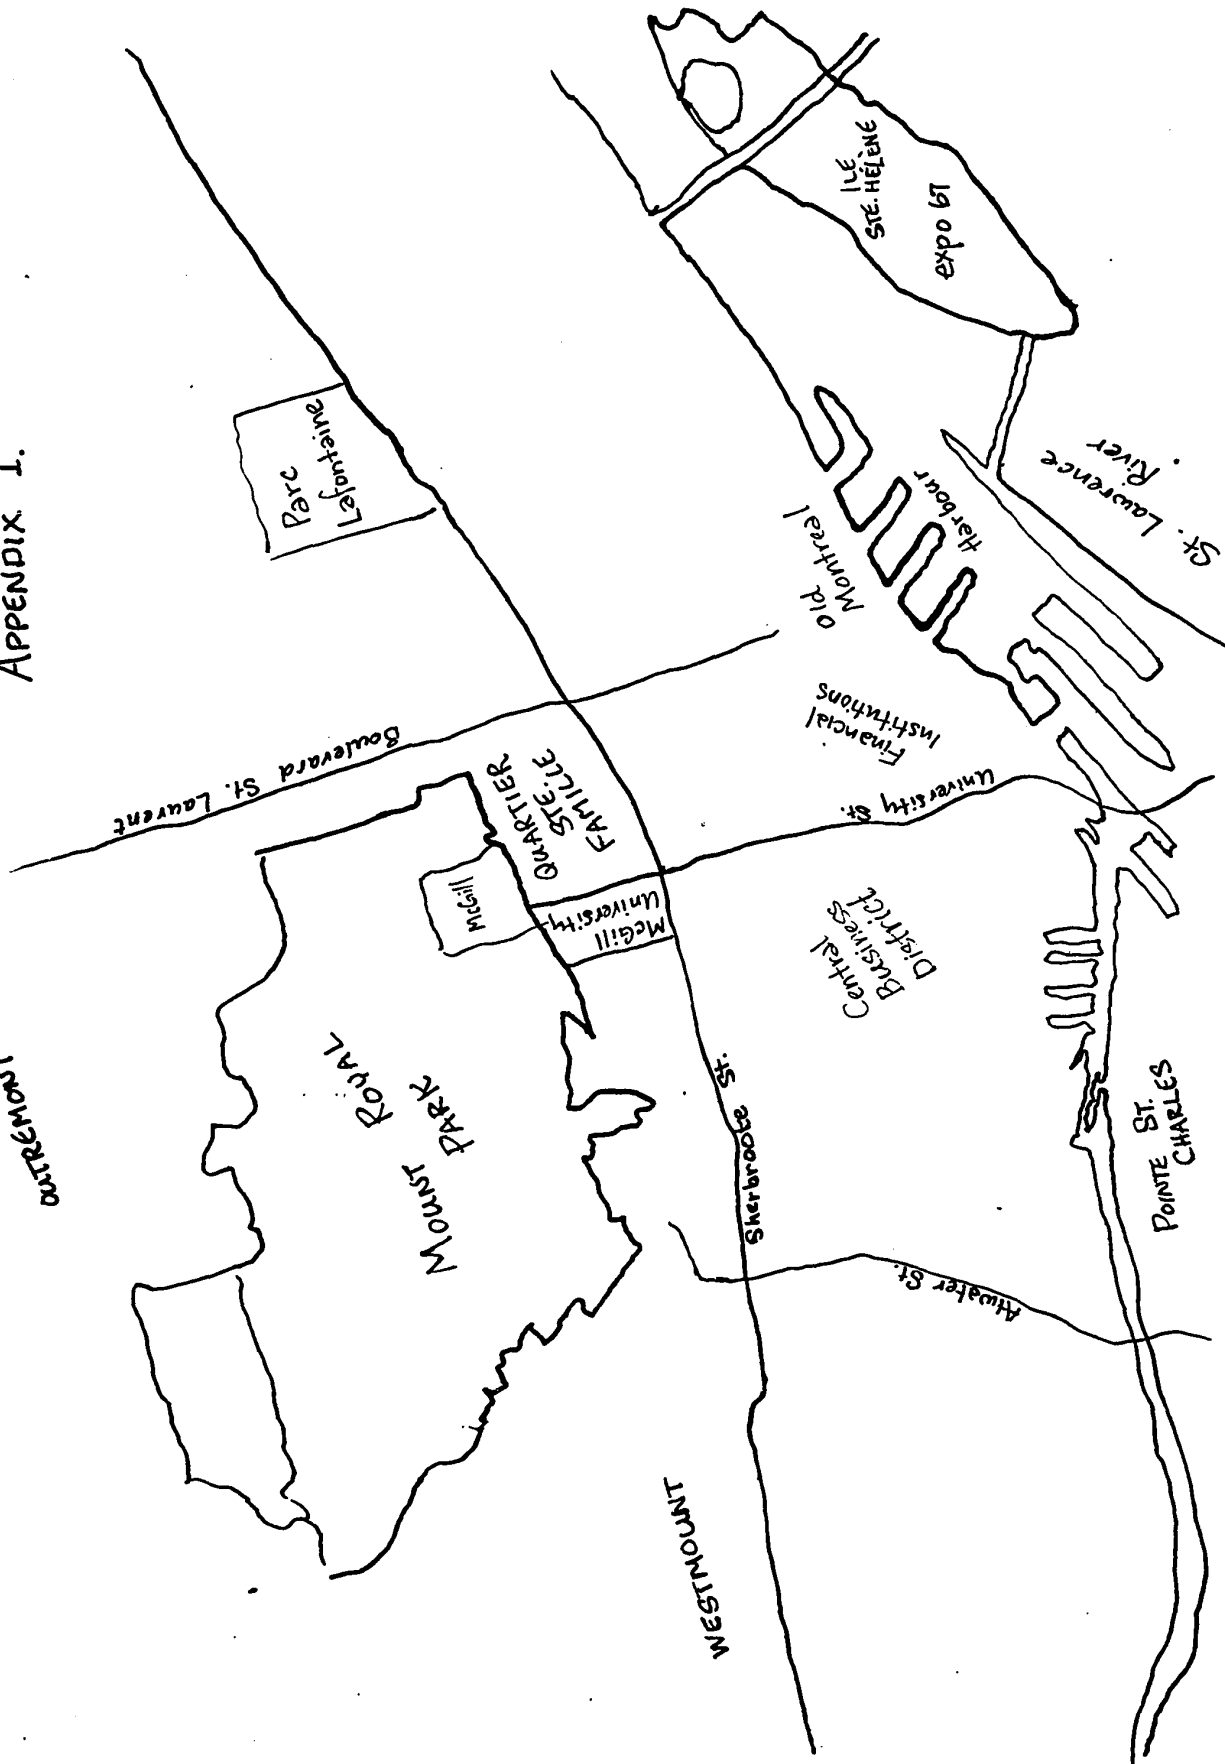 APPENDIX 1.
OUTREMONT
Boulevard St. Laurent
Parc
Lafontaine
MOUNT ROYAL
PARK
McGill
McGill
University
QUARTIER
STE.
FAMILLE
WESTMOUNT
Sherbrooke St.
Atwater St.
University St.
Central
Business
District
Financial
Institutions
Old
Montreal
Harbour
ILE
STE. HÉLÈNE
Expo 67
St. Lawrence
River
POINTE ST.
CHARLES